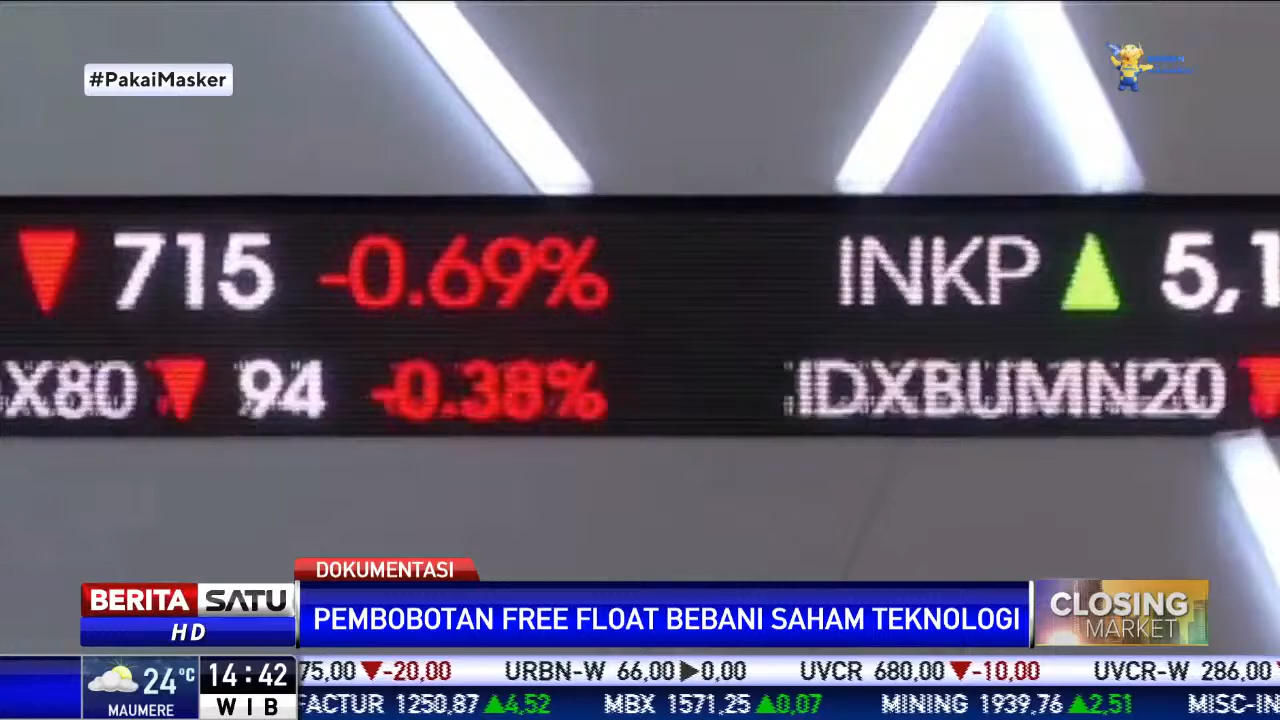 #PakaiMasker
▼ 715 -0.69% INKP ▲ 5,1
X80 ▼ 94 -0.38% IDXBUMN20 ▼
DOKUMENTASI
BERITA SATU
HD
PEMBOBOTAN FREE FLOAT BEBANI SAHAM TEKNOLOGI
CLOSING
MARKET
24°C
MAUMERE
14:42
WIB
75,00 ▼-20,00 URBN-W 66,00 ▶0,00 UVCR 680,00 ▼-10,00 UVCR-W 286,00
FACTUR 1250,87 ▲4,52 MBX 1571,25 ▲0,07 MINING 1939,76 ▲2,51 MISC-IN